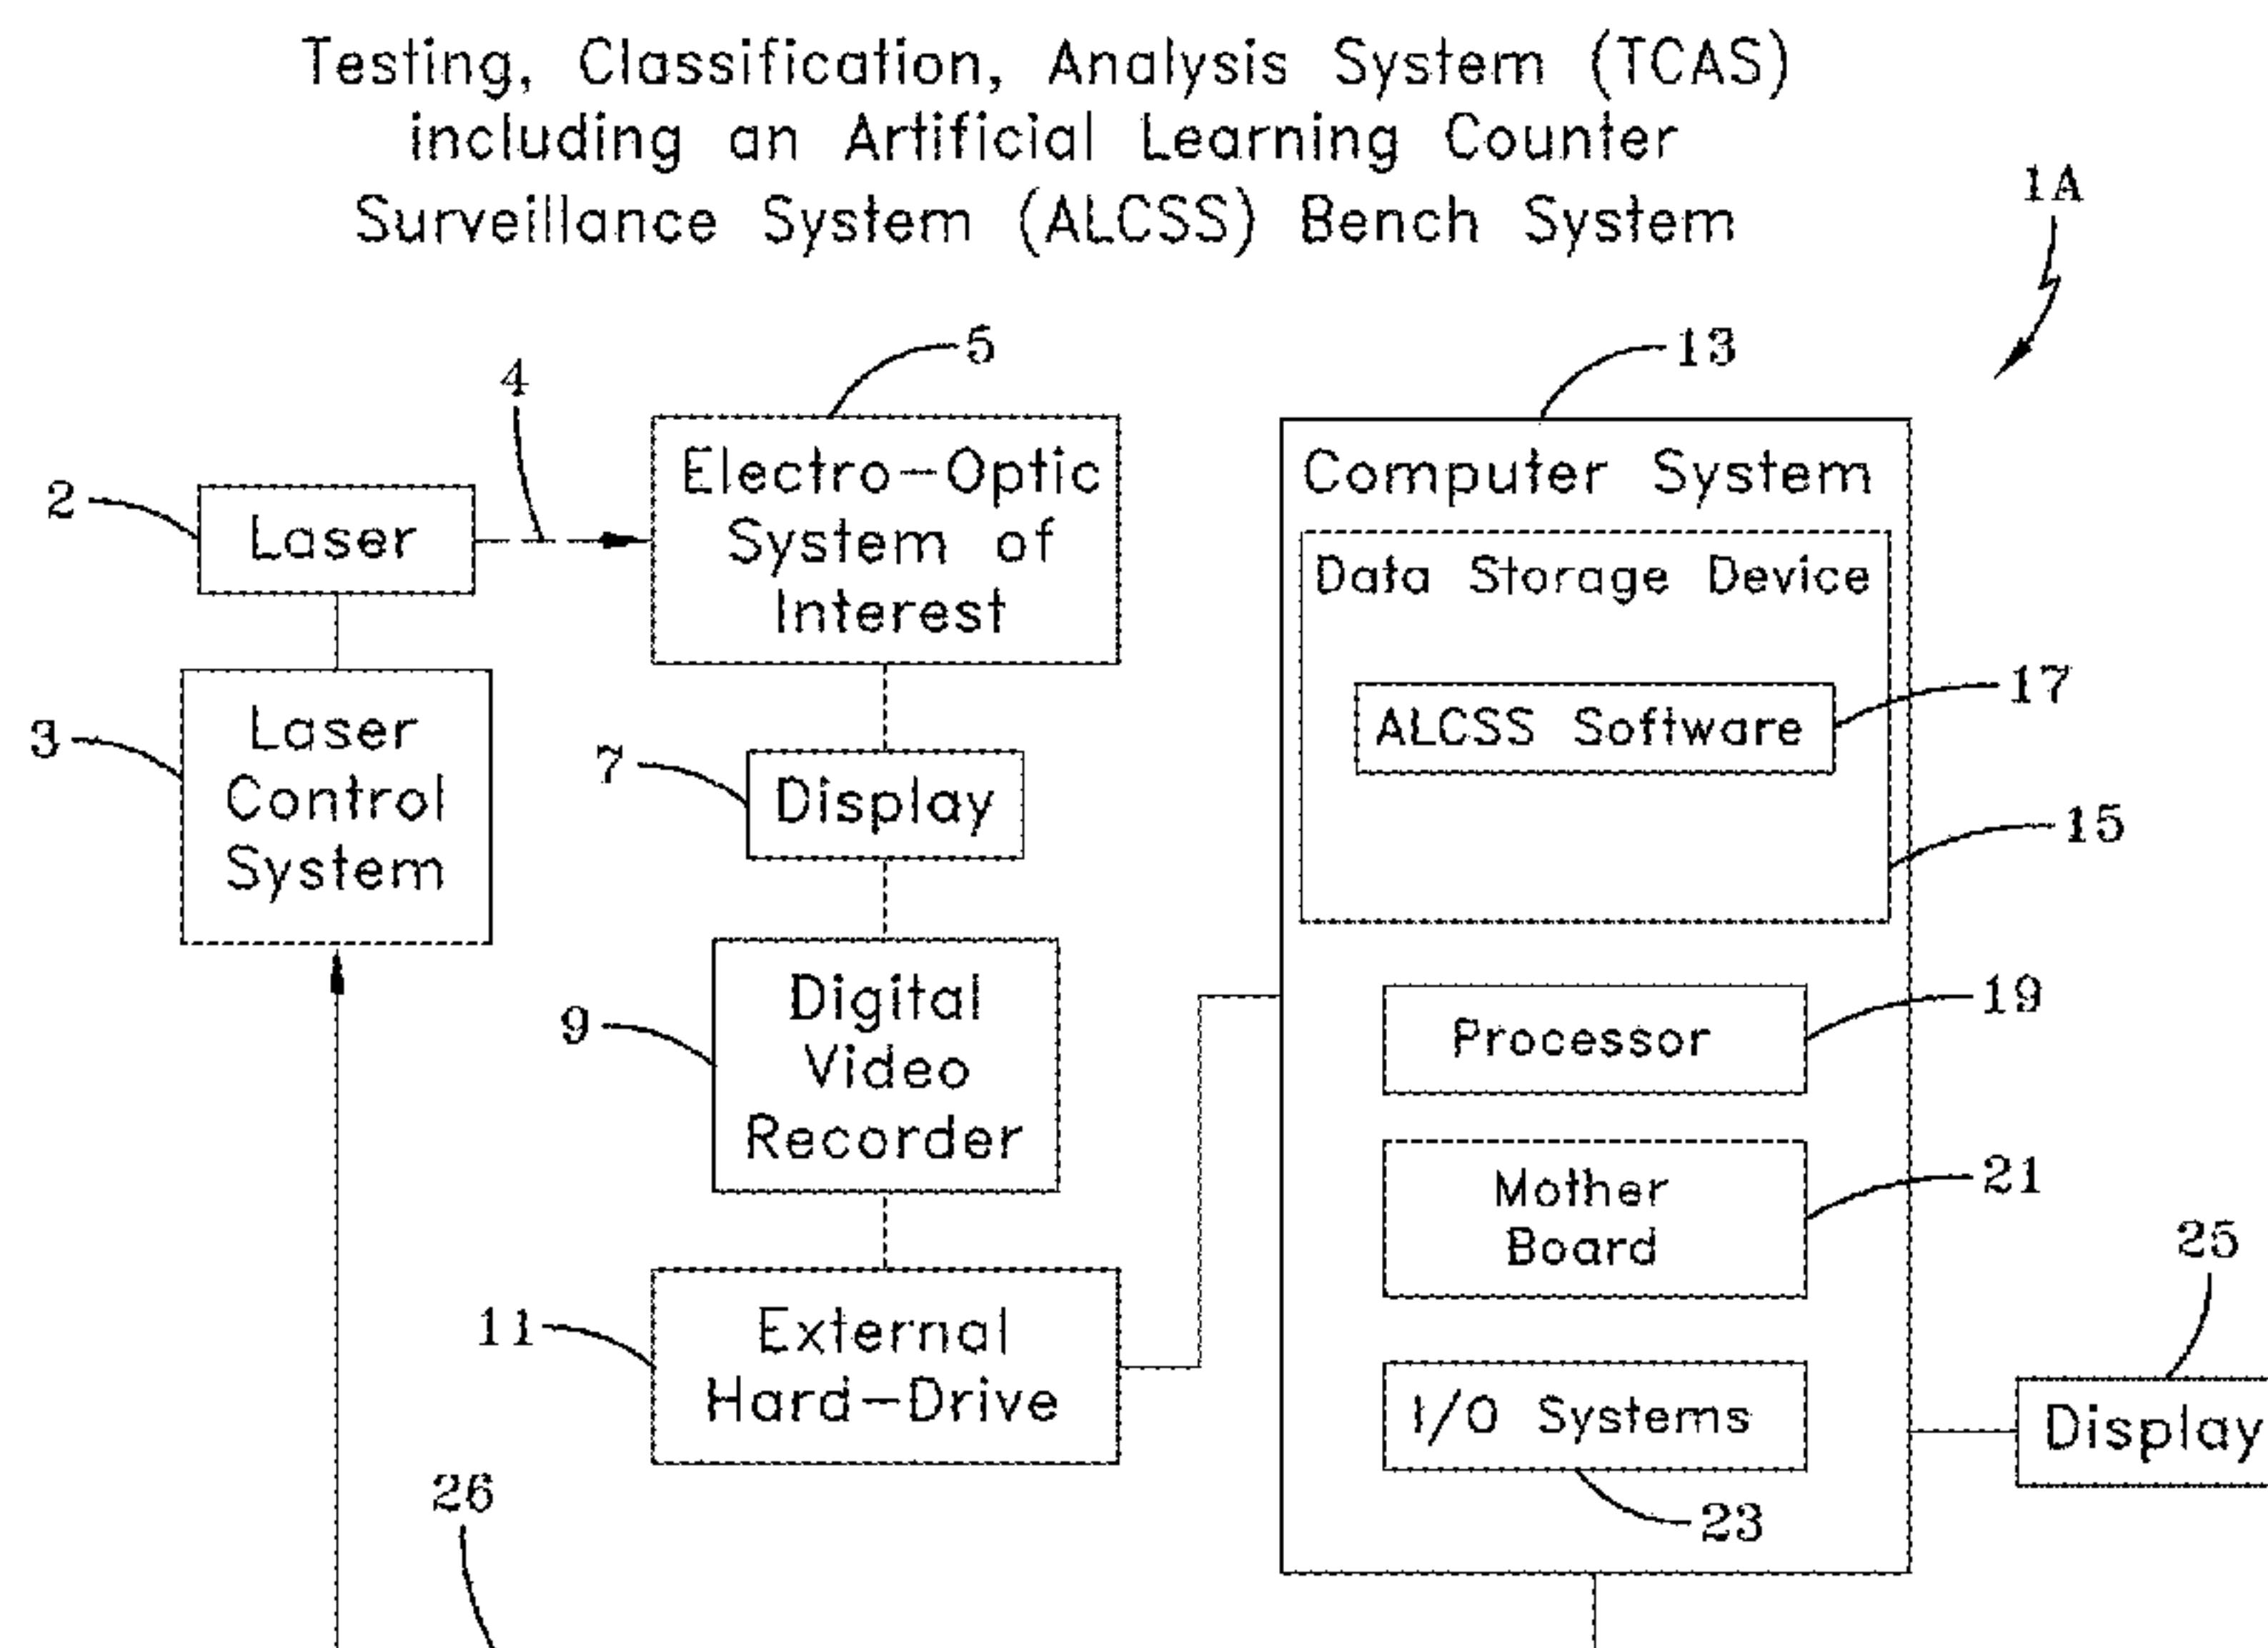 Testing, Classification, Analysis System (TCAS)
including an Artificial Learning Counter
Surveillance System (ALCSS) Bench System
1A
5
13
4
2
Laser
Electro-Optic
System of
Interest
Computer System
Data Storage Device
ALCSS Software
17
15
3
Laser
Control
System
7
Display
9
Digital
Video
Recorder
Processor
19
Mother
Board
21
25
11
External
Hard-Drive
I/O Systems
23
Display
26